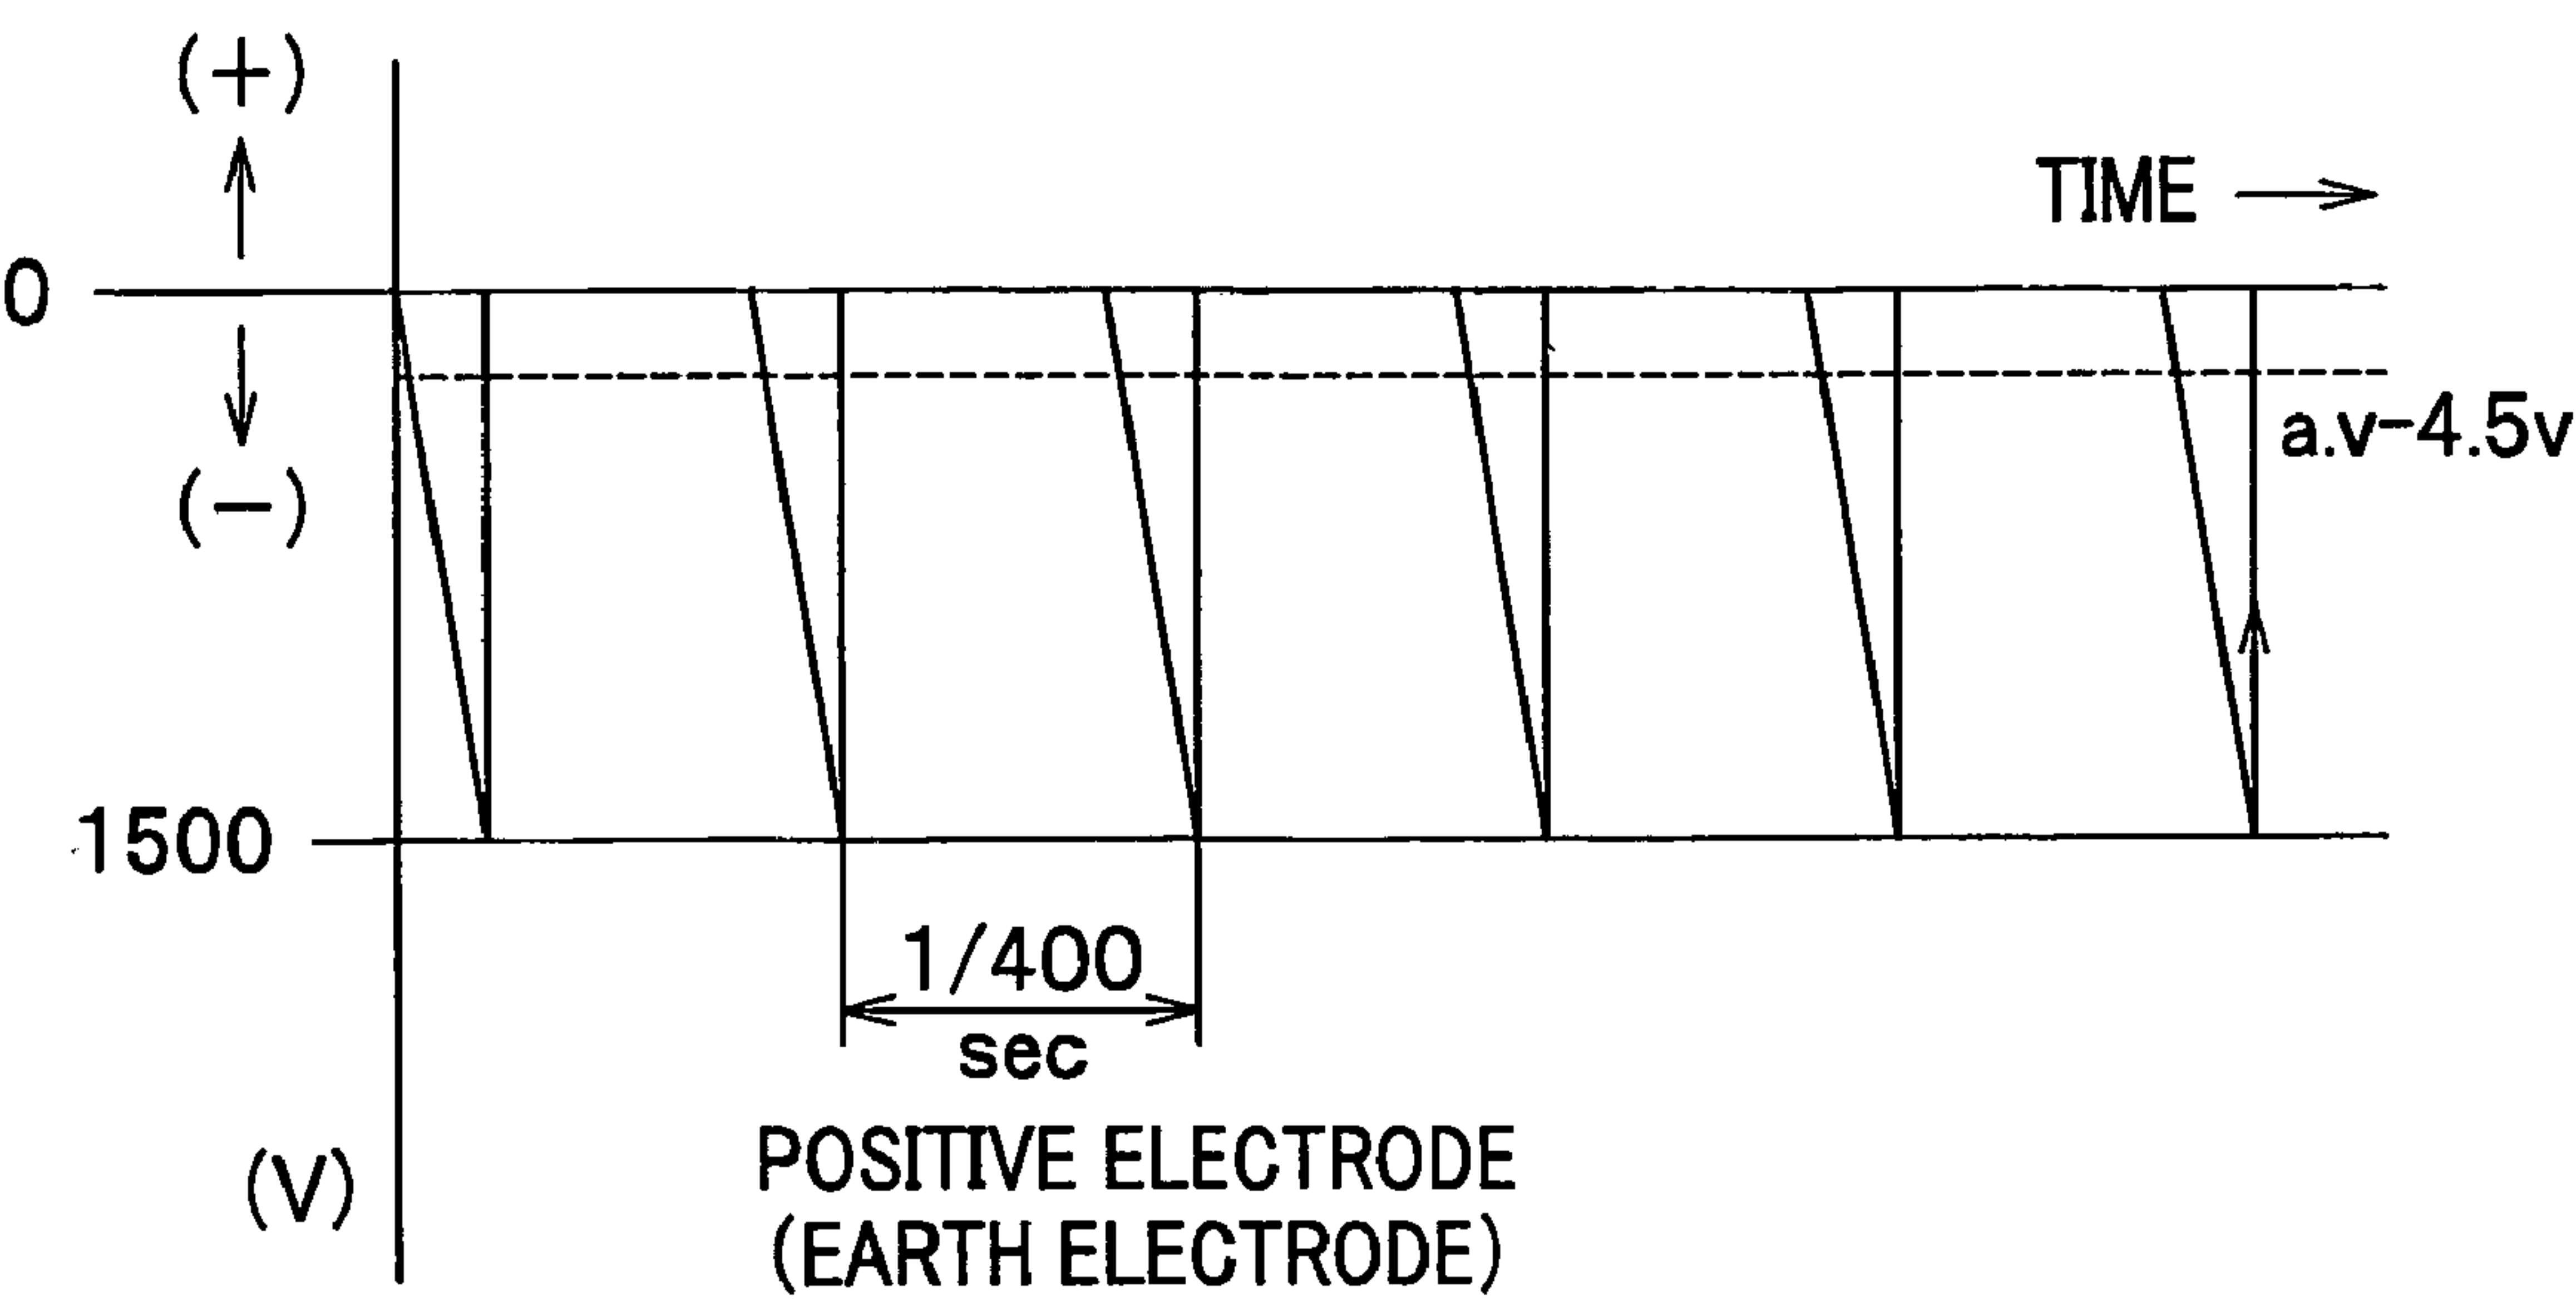 (+)
TIME
0
a.v-4.5v
(-)
1500
1/400
sec
(V)
POSITIVE ELECTRODE
(EARTH ELECTRODE)